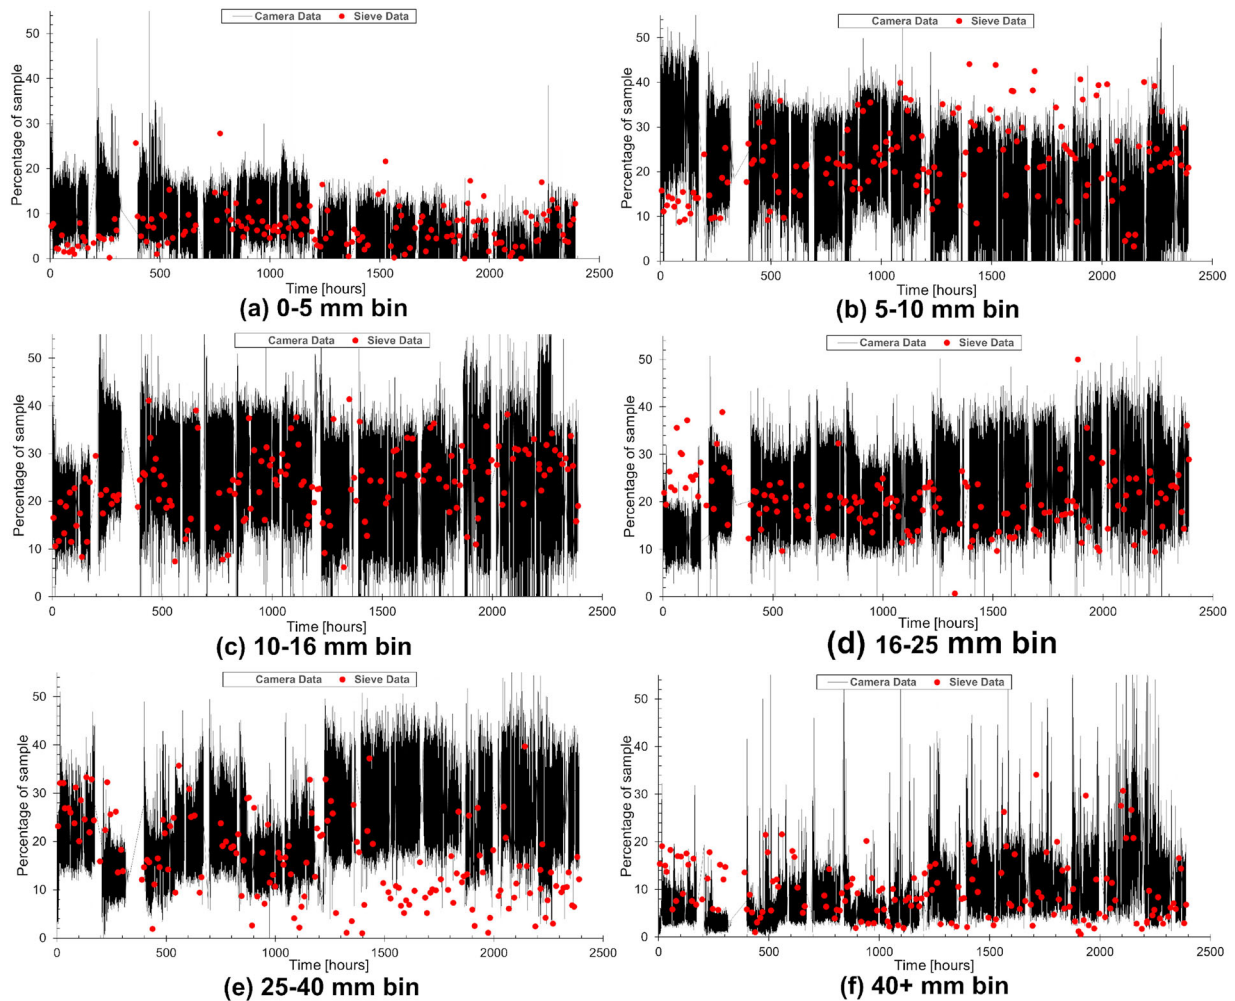 Camera Data Sieve Data
Percentage of sample
50
40
30
20
10
0
0 500 1000 1500 2000 2500
Time [hours]
(a) 0-5 mm bin
Camera Data Sieve Data
Percentage of sample
50
40
30
20
10
0
0 500 1000 1500 2000 2500
Time [hours]
(b) 5-10 mm bin
Camera Data Sieve Data
Percentage of sample
50
40
30
20
10
0
0 500 1000 1500 2000 2500
Time [hours]
(c) 10-16 mm bin
Camera Data Sieve Data
Percentage of sample
50
40
30
20
10
0
0 500 1000 1500 2000 2500
Time [hours]
(d) 16-25 mm bin
Camera Data Sieve Data
Percentage of sample
50
40
30
20
10
0
0 500 1000 1500 2000 2500
Time [hours]
(e) 25-40 mm bin
Camera Data Sieve Data
Percentage of sample
50
40
30
20
10
0
0 500 1000 1500 2000 2500
Time [hours]
(f) 40+ mm bin